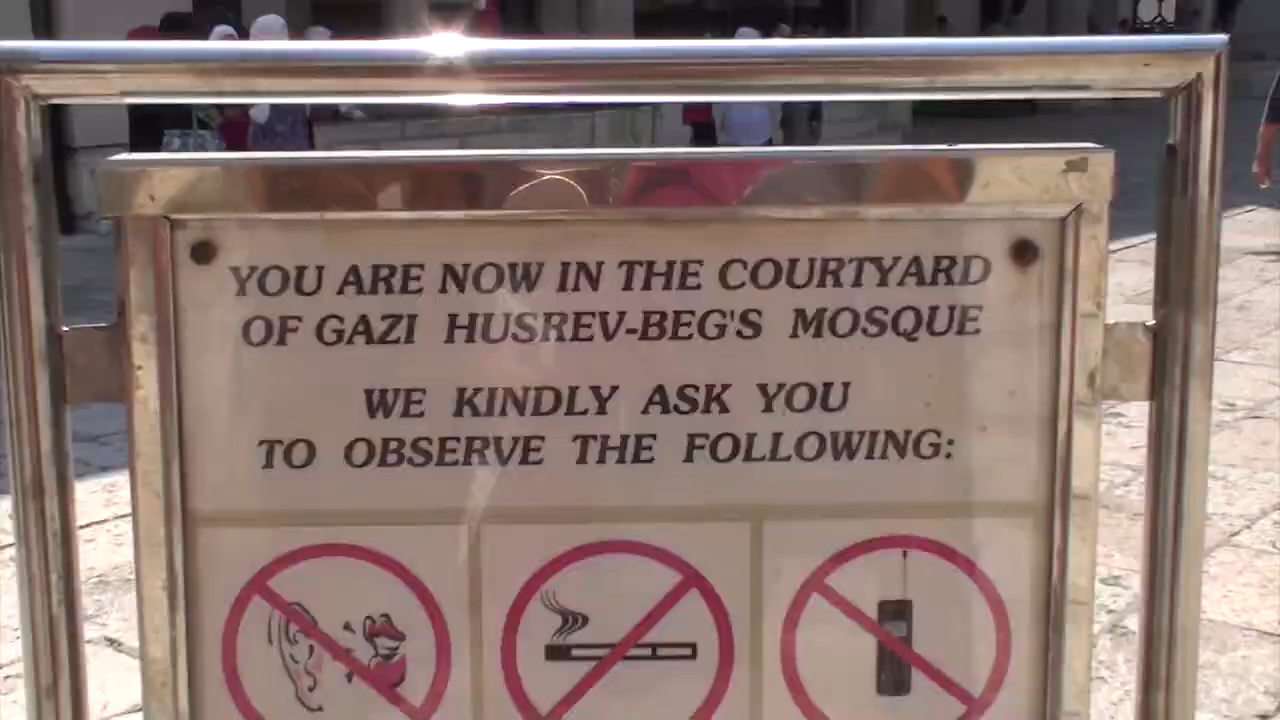 YOU ARE NOW IN THE COURTYARD
OF GAZI HUSREV-BEG'S MOSQUE
WE KINDLY ASK YOU
TO OBSERVE THE FOLLOWING: